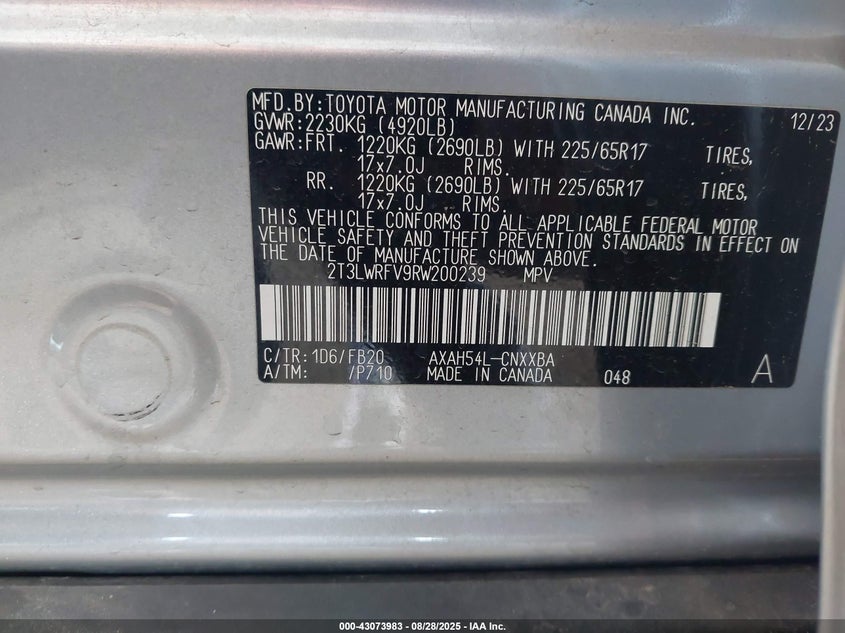 MFD.BY:TOYOTA MOTOR MANUFACTURING CANADA INC. 12/23
GVWR:2230KG (4920LB)
GAWR:FRT. 1220KG (2690LB) WITH 225/65R17 TIRES,
17x7.0J RIMS.
RR. 1220KG (2690LB) WITH 225/65R17 TIRES,
17x7.0J RIMS.
THIS VEHICLE CONFORMS TO ALL APPLICABLE FEDERAL MOTOR
VEHICLE SAFETY AND THEFT PREVENTION STANDARDS IN EFFECT ON
THE DATE OF MANUFACTURE SHOWN ABOVE.
2T3LWRFV9RW200239 MPV
C/TR:1D6/FB20 AXAH54L-CNXXBA
A/TM: /P710 MADE IN CANADA 048 A
000-43073983 / 08/28/2025 - IAA Inc.